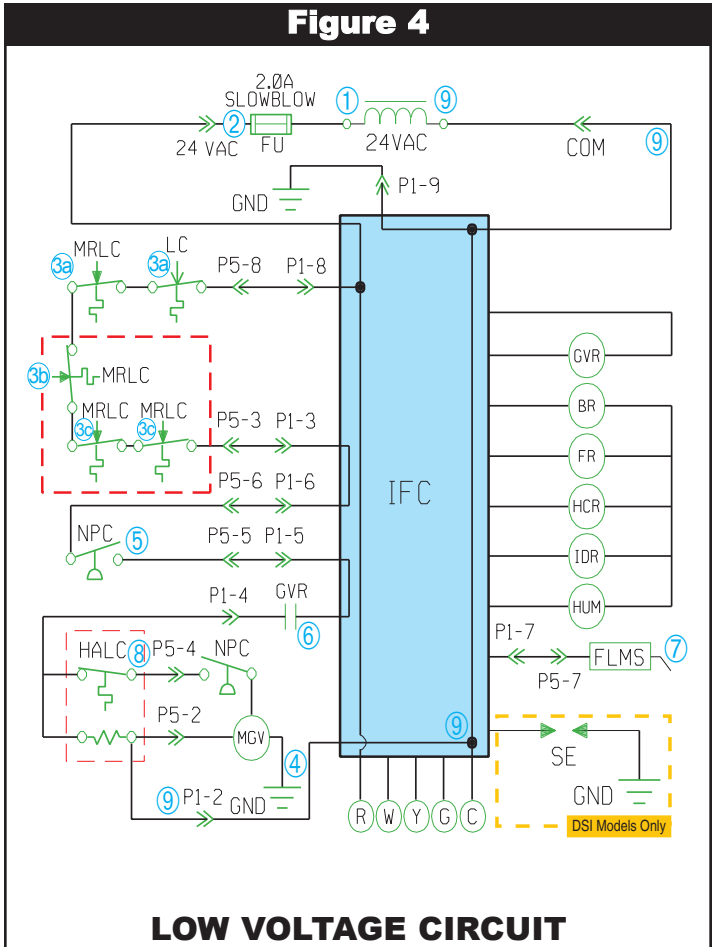 Figure 4
2.0A
SLOWBLOW
1
9
2
24 VAC
FU
24VAC
COM
9
GND
P1-9
MRLC
LC
3a
3a
P5-8
P1-8
3b
MRLC
MRLC
MRLC
3c
3c
P5-3
P1-3
P5-6
P1-6
NPC
5
P5-5
P1-5
P1-4
GVR
6
HALC
8
P5-4
NPC
P5-2
MGV
4
9
P1-2
GND
IFC
9
GVR
BR
FR
HCR
IDR
HUM
P1-7
FLMS
7
P5-7
SE
GND
DSI Models Only
R
W
Y
G
C
LOW VOLTAGE CIRCUIT